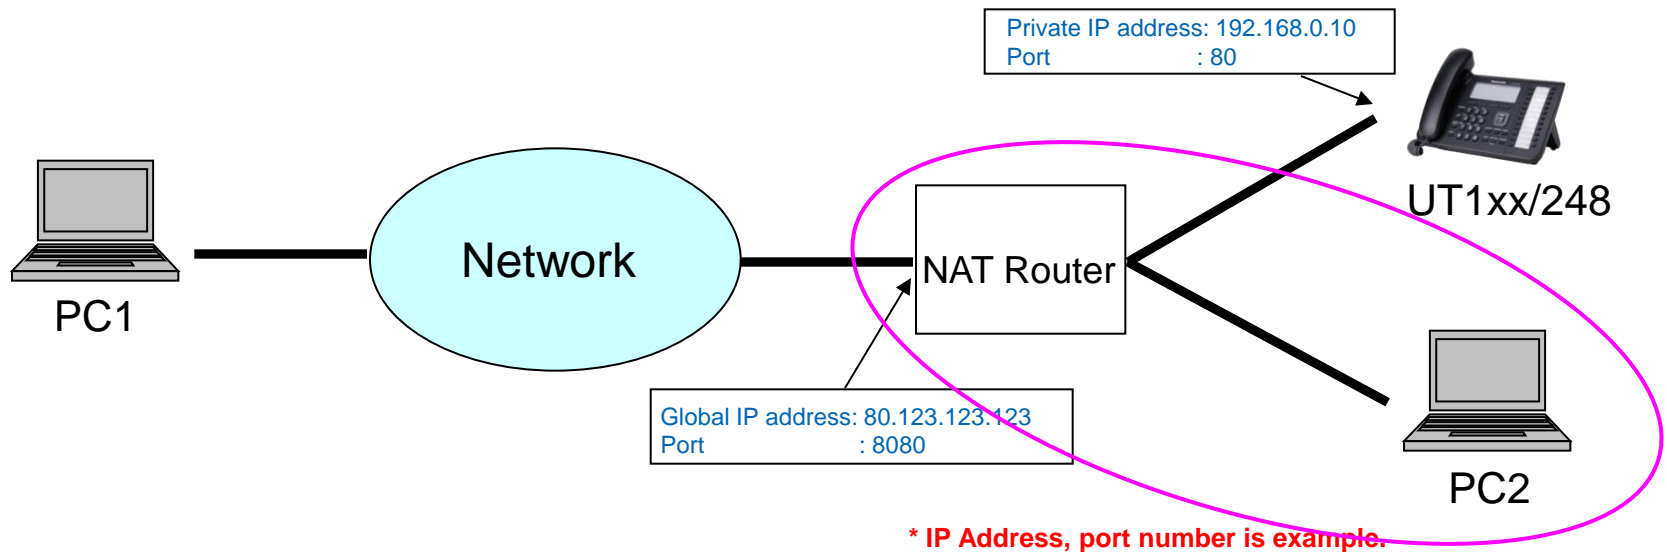 Private IP address: 192.168.0.10
Port : 80
UT1xx/248
Network
NAT Router
PC1
Global IP address: 80.123.123.123
Port : 8080
PC2
* IP Address, port number is example.